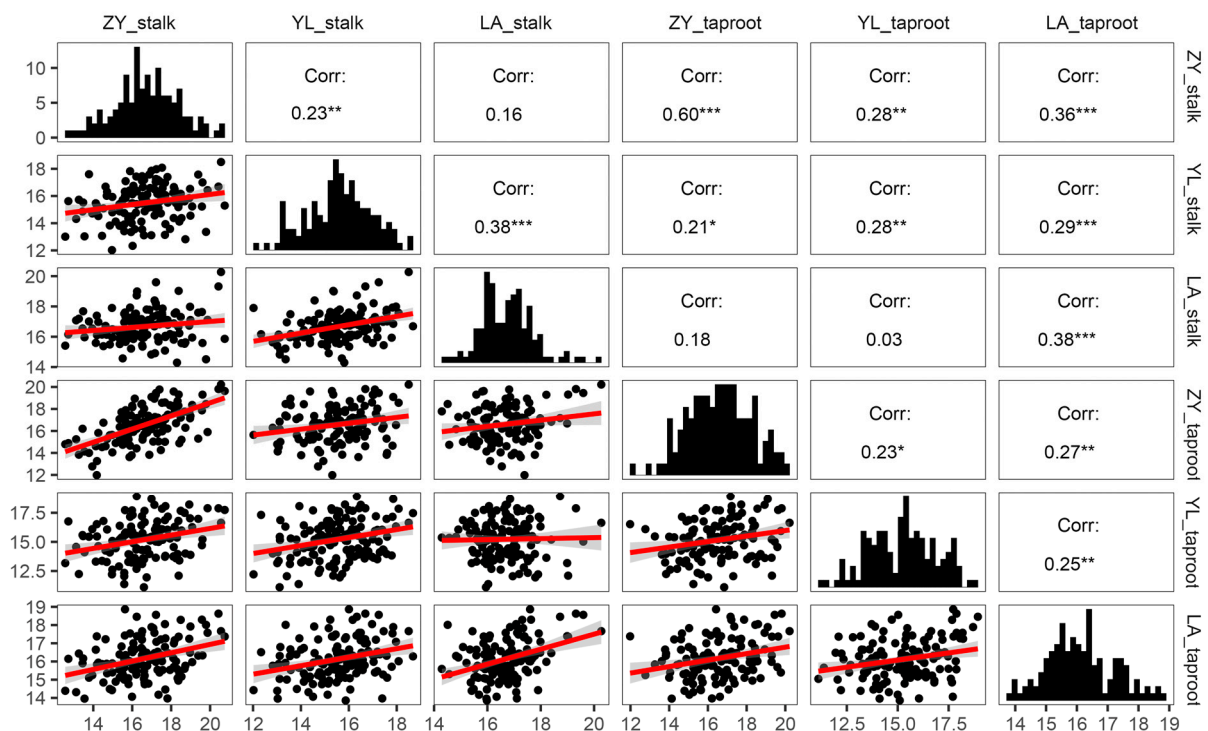 ZY_stalk YL_stalk LA_stalk ZY_taproot YL_taproot LA_taproot
10
5
0
Corr: Corr: Corr: Corr: Corr:
0.23** 0.16 0.60*** 0.28** 0.36***
ZY_stalk
18
16
14
12
Corr: Corr: Corr: Corr:
0.38*** 0.21* 0.28** 0.29***
YL_stalk
20
18
16
14
Corr: Corr: Corr:
0.18 0.03 0.38***
LA_stalk
20
18
16
14
12
Corr: Corr:
0.23* 0.27**
ZY_taproot
17.5
15.0
12.5
Corr:
0.25**
YL_taproot
19
18
17
16
15
14
LA_taproot
14 16 18 20 12 14 16 18 14 16 18 20 12 14 16 18 20 12.5 15.0 17.5 14 15 16 17 18 19